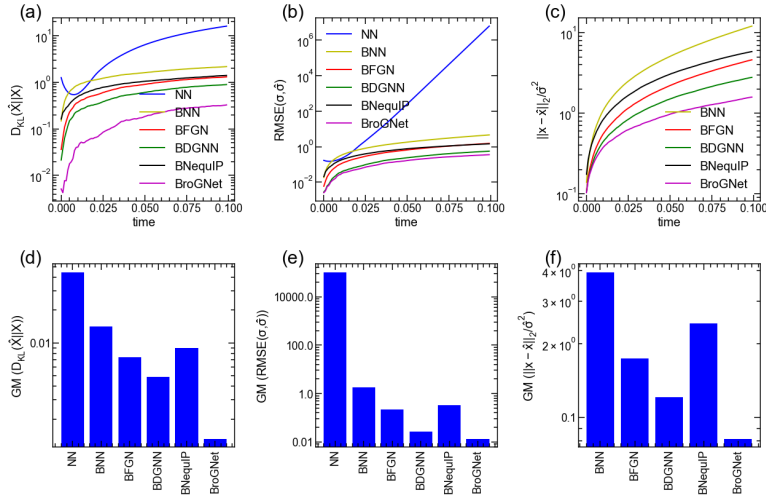 (a)
(b)
(c)
10^1
10^0
10^-1
10^-2
D_KL(X̂||X)
NN
BNN
BFGN
BDGNN
BNequIP
BroGNet
0.000 0.025 0.050 0.075 0.100
time
10^6
10^4
10^2
10^0
10^-2
RMSE(σ,σ̂)
NN
BNN
BFGN
BDGNN
BNequIP
BroGNet
0.000 0.025 0.050 0.075 0.100
time
10^1
10^0
10^-1
||x − x̂||_2/σ̂^2
BNN
BFGN
BDGNN
BNequIP
BroGNet
0.000 0.025 0.050 0.075 0.100
time
(d)
(e)
(f)
0.01
GM (D_KL(X̂||X))
NN BNN BFGN BDGNN BNequIP BroGNet
10000.0
100.0
1.0
0.01
GM (RMSE(σ,σ̂))
NN BNN BFGN BDGNN BNequIP BroGNet
4 × 10^0
3 × 10^0
2 × 10^0
0.1
GM (||x − x̂||_2/σ̂^2)
BNN BFGN BDGNN BNequIP BroGNet